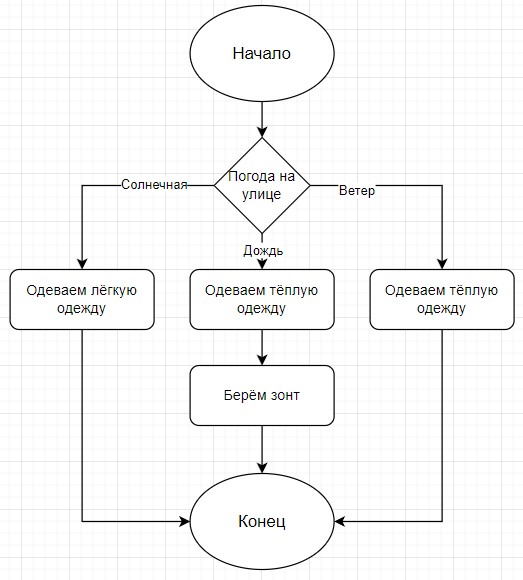 Начало
Погода на
улице
Солнечная
Ветер
Дождь
Одеваем лёгкую
одежду
Одеваем тёплую
одежду
Одеваем тёплую
одежду
Берём зонт
Конец